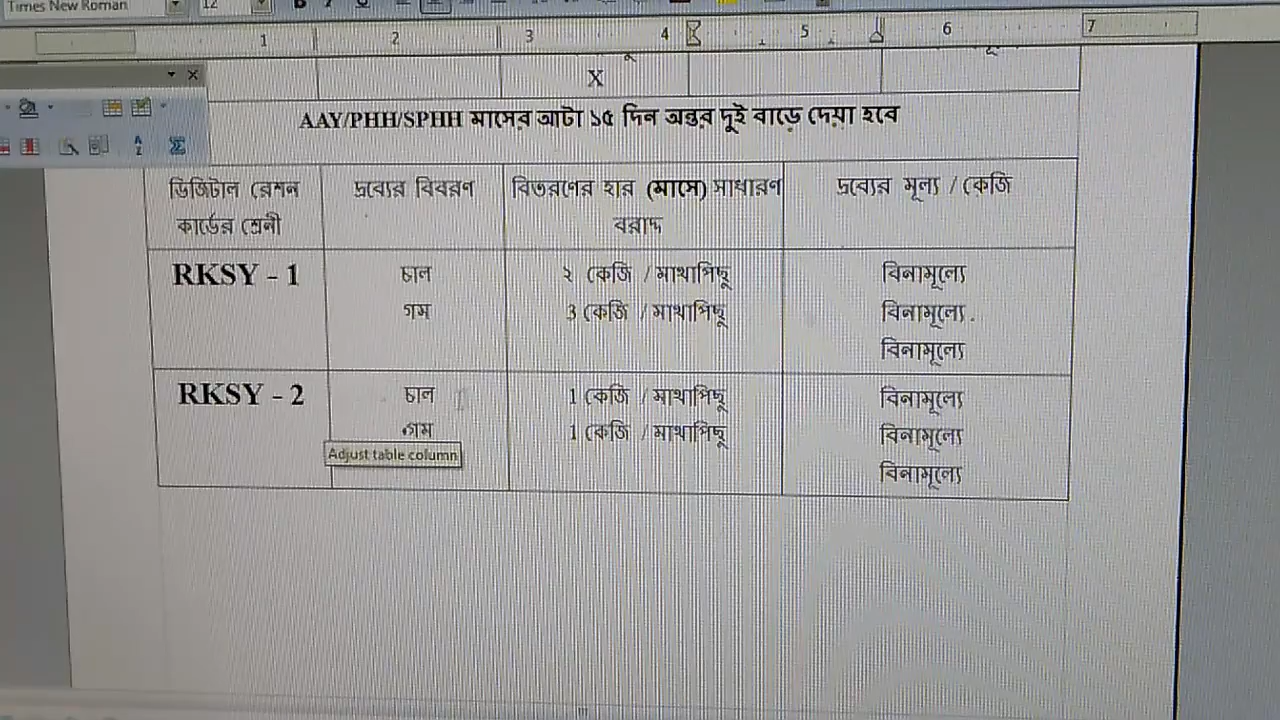 Times New Roman
12
1 2 3 4 5 6 7
X
AAY/PHH/SPHH মাসের আটা ১৫ দিন অন্তর দুই বাড়ে দেয়া হবে
ডিজিটাল রেশন কার্ডের শ্রেনী
দ্রব্যের বিবরণ
বিতরণের হার (মাসে) সাধারণ বরাদ্দ
দ্রব্যের মূল্য / কেজি
RKSY - 1
চাল
২ কেজি / মাথাপিছু
বিনামূল্যে
গম
3 কেজি / মাথাপিছু
বিনামূল্যে.
বিনামূল্যে
RKSY - 2
চাল
1 কেজি / মাথাপিছু
বিনামূল্যে
গম
1 কেজি / মাথাপিছু
বিনামূল্যে
Adjust table column
বিনামূল্যে